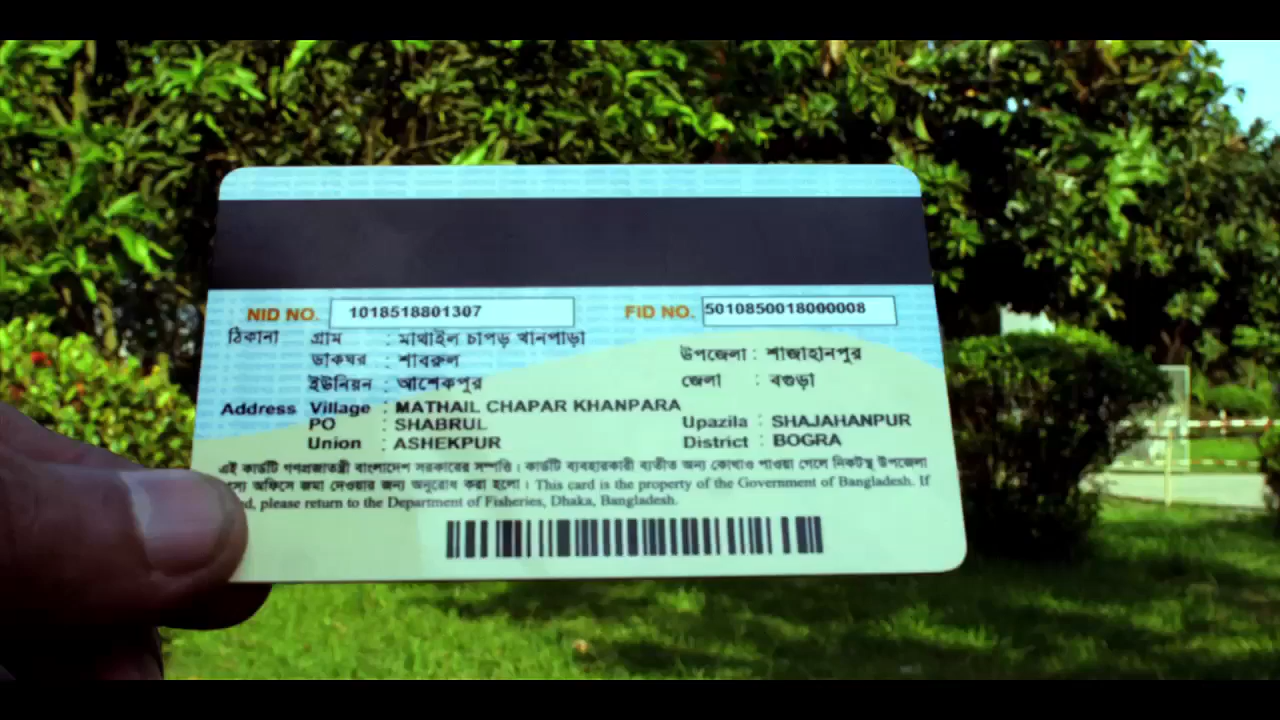 NID NO. 1018518801307 FID NO. 5010850018000008
ঠিকানা গ্রাম : মাথাইল চাপড় খানপাড়া
ডাকঘর : শাবরুল উপজেলা : শাজাহানপুর
ইউনিয়ন : আশেকপুর জেলা : বগুড়া
Address Village : MATHAIL CHAPAR KHANPARA
PO : SHABRUL Upazila : SHAJAHANPUR
Union : ASHEKPUR District : BOGRA
এই কার্ডটি গণপ্রজাতন্ত্রী বাংলাদেশ সরকারের সম্পত্তি। কার্ডটি ব্যবহারকারী ব্যতীত অন্য কোথাও পাওয়া গেলে নিকটস্থ উপজেলা
অফিসে জমা দেওয়ার জন্য অনুরোধ করা হলো। This card is the property of the Government of Bangladesh. If
please return to the Department of Fisheries, Dhaka, Bangladesh.